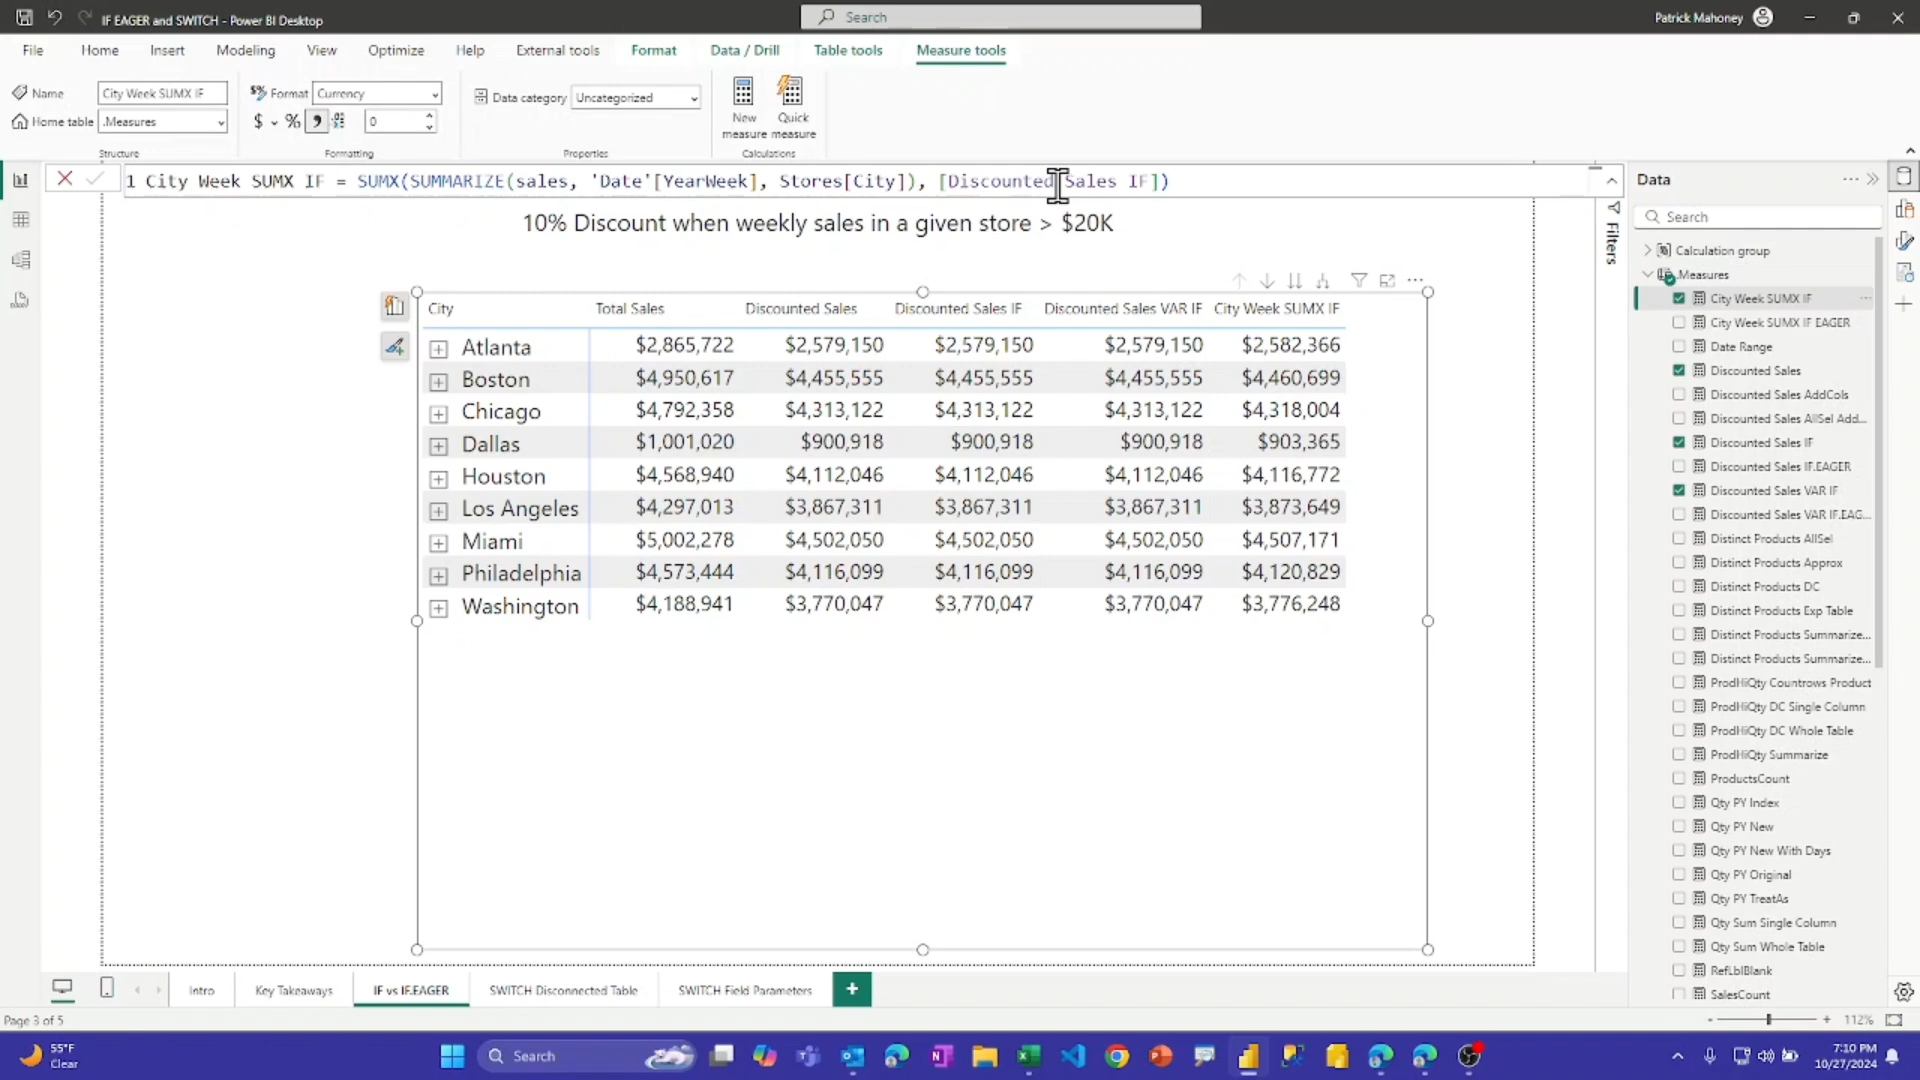 IF EAGER and SWITCH - Power BI Desktop
Search
Patrick Mahoney
File Home Insert Modeling View Optimize Help External tools Format Data / Drill Table tools Measure tools
Name City Week SUMX IF
Home table .Measures
Structure
Format Currency
$ % 0
Formatting
Data category Uncategorized
Properties
New measure
Quick measure
Calculations
1 City Week SUMX IF = SUMX(SUMMARIZE(sales, 'Date'[YearWeek], Stores[City]), [Discounted Sales IF])
10% Discount when weekly sales in a given store > $20K
City Total Sales Discounted Sales Discounted Sales IF Discounted Sales VAR IF City Week SUMX IF
Atlanta $2,865,722 $2,579,150 $2,579,150 $2,579,150 $2,582,366
Boston $4,950,617 $4,455,555 $4,455,555 $4,455,555 $4,460,699
Chicago $4,792,358 $4,313,122 $4,313,122 $4,313,122 $4,318,004
Dallas $1,001,020 $900,918 $900,918 $900,918 $903,365
Houston $4,568,940 $4,112,046 $4,112,046 $4,112,046 $4,116,772
Los Angeles $4,297,013 $3,867,311 $3,867,311 $3,867,311 $3,873,649
Miami $5,002,278 $4,502,050 $4,502,050 $4,502,050 $4,507,171
Philadelphia $4,573,444 $4,116,099 $4,116,099 $4,116,099 $4,120,829
Washington $4,188,941 $3,770,047 $3,770,047 $3,770,047 $3,776,248
Filters
Data
Search
Calculation group
.Measures
City Week SUMX IF
City Week SUMX IF EAGER
Date Range
Discounted Sales
Discounted Sales AddCols
Discounted Sales AllSel Add...
Discounted Sales IF
Discounted Sales IF.EAGER
Discounted Sales VAR IF
Discounted Sales VAR IF.EAG...
Distinct Products AllSel
Distinct Products Approx
Distinct Products DC
Distinct Products Exp Table
Distinct Products Summarize...
Distinct Products Summarize...
ProdHiQty Countrows Product
ProdHiQty DC Single Column
ProdHiQty DC Whole Table
ProdHiQty Summarize
ProductsCount
Qty PY Index
Qty PY New
Qty PY New With Days
Qty PY Original
Qty PY TreatAs
Qty Sum Single Column
Qty Sum Whole Table
RefLblBlank
SalesCount
Intro Key Takeaways IF vs IF.EAGER SWITCH Disconnected Table SWITCH Field Parameters
Page 3 of 5
112%
55°F
Clear
Search
7:10 PM
10/27/2024